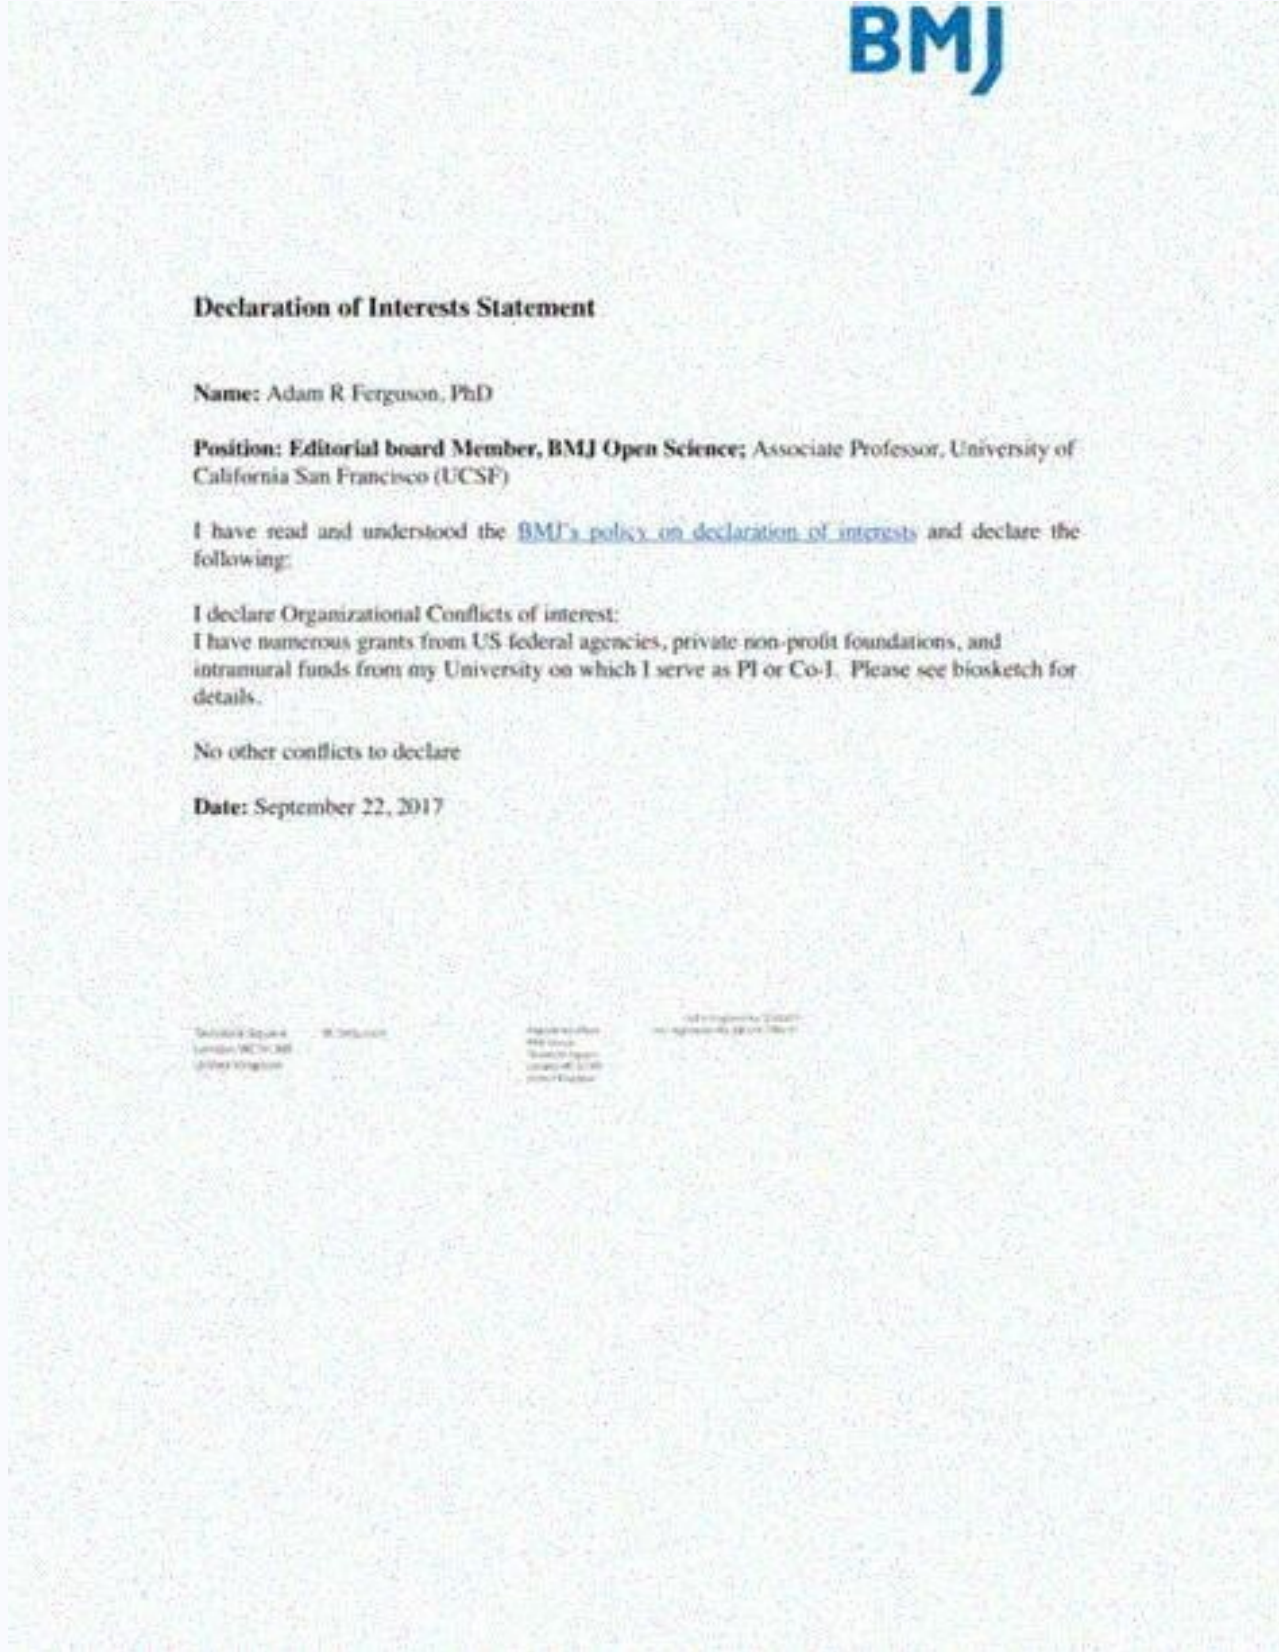 BMJ
Declaration of Interests Statement
Name: Adam R Ferguson, PhD
Position: Editorial board Member, BMJ Open Science; Associate Professor, University of
California San Francisco (UCSF)
I have read and understood the BMJ's policy on declaration of interests and declare the
following:
I declare Organizational Conflicts of interest:
I have numerous grants from US federal agencies, private non-profit foundations, and
intramural funds from my University on which I serve as PI or Co-I. Please see biosketch for
details.
No other conflicts to declare
Date: September 22, 2017